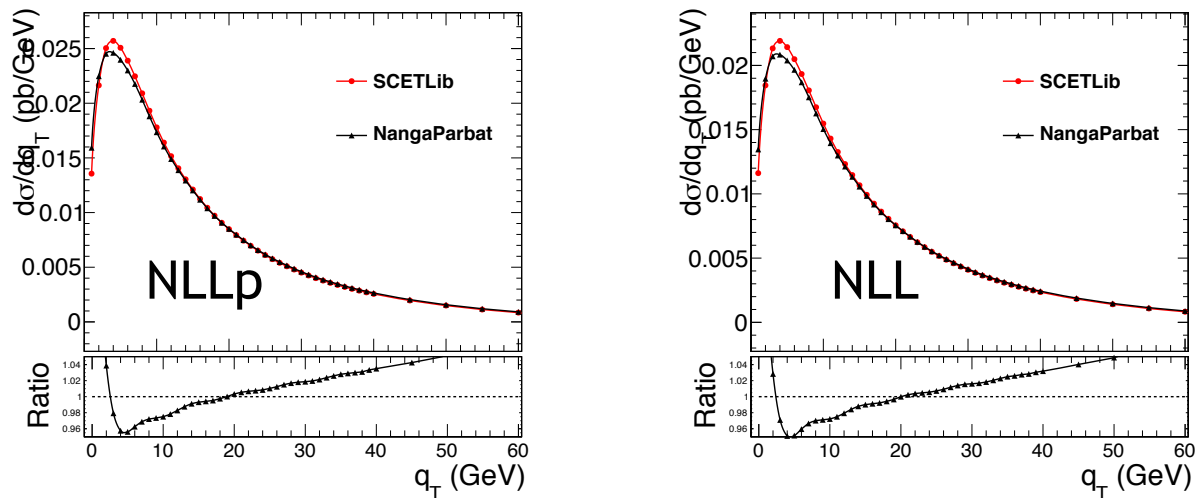 dσ/dq_T (pb/GeV)
0.025
0.02
0.015
0.01
0.005
0
SCETLib
NangaParbat
NLLp
Ratio
1.04
1.02
1
0.98
0.96
0 10 20 30 40 50 60
q_T (GeV)
dσ/dq_T (pb/GeV)
0.02
0.015
0.01
0.005
0
SCETLib
NangaParbat
NLL
Ratio
1.04
1.02
1
0.98
0.96
0 10 20 30 40 50 60
q_T (GeV)